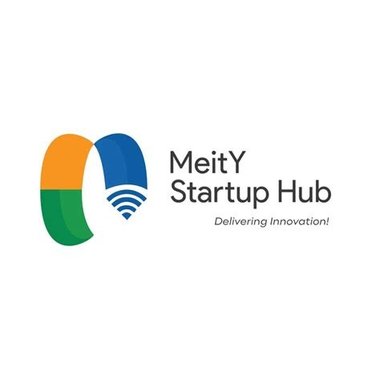 MeitY
Startup Hub
Delivering Innovation!